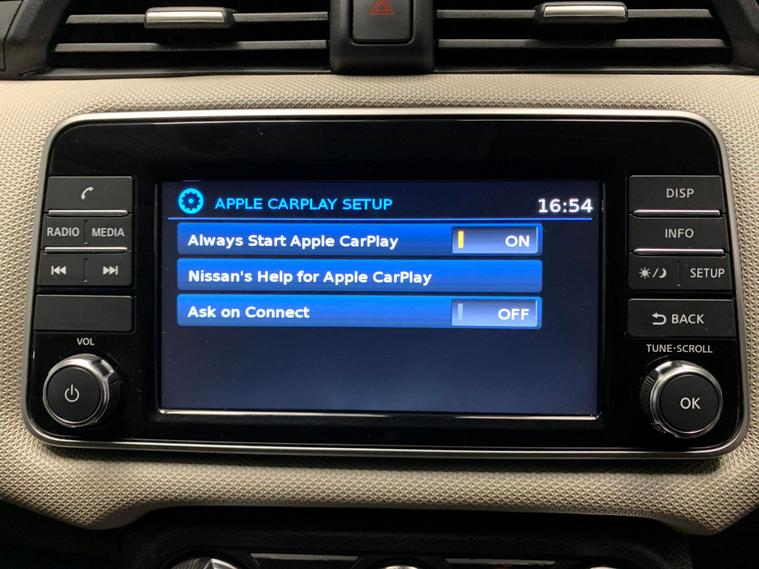 APPLE CARPLAY SETUP 16:54
Always Start Apple CarPlay ON
Nissan's Help for Apple CarPlay
Ask on Connect OFF
RADIO MEDIA
VOL
DISP
INFO
SETUP
BACK
TUNE·SCROLL
OK